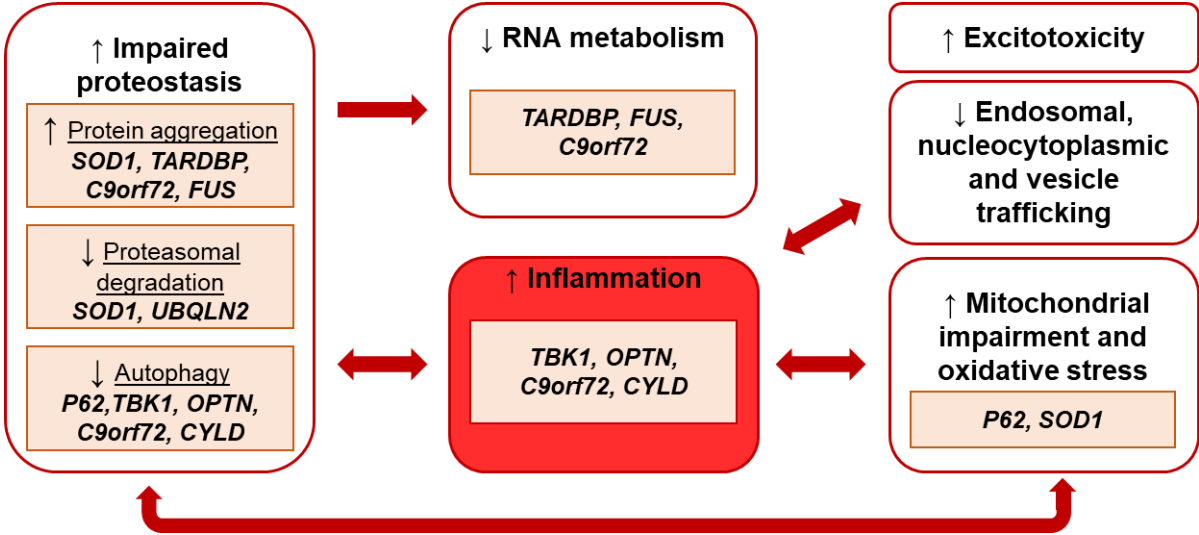 ↑ Impaired
proteostasis
↑ Protein aggregation
SOD1, TARDBP,
C9orf72, FUS
↓ Proteasomal
degradation
SOD1, UBQLN2
↓ Autophagy
P62,TBK1, OPTN,
C9orf72, CYLD
↓ RNA metabolism
TARDBP, FUS,
C9orf72
↑ Inflammation
TBK1, OPTN,
C9orf72, CYLD
↑ Excitotoxicity
↓ Endosomal,
nucleocytoplasmic
and vesicle
trafficking
↑ Mitochondrial
impairment and
oxidative stress
P62, SOD1